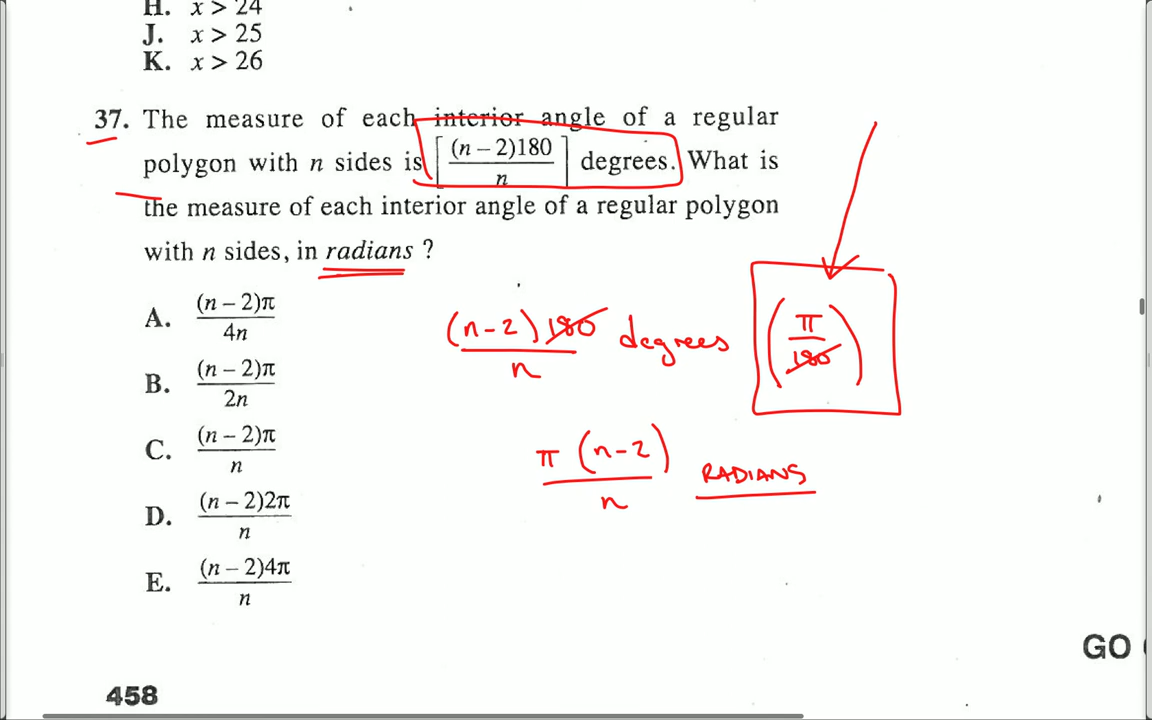 H. x > 24
J. x > 25
K. x > 26
37. The measure of each interior angle of a regular
polygon with n sides is [(n – 2)180 / n] degrees. What is
the measure of each interior angle of a regular polygon
with n sides, in radians ?
A. (n – 2)π / 4n
B. (n – 2)π / 2n
C. (n – 2)π / n
D. (n – 2)2π / n
E. (n – 2)4π / n
(n-2) 180 / n degrees (π / 180)
π (n-2) / n RADIANS
GO
458